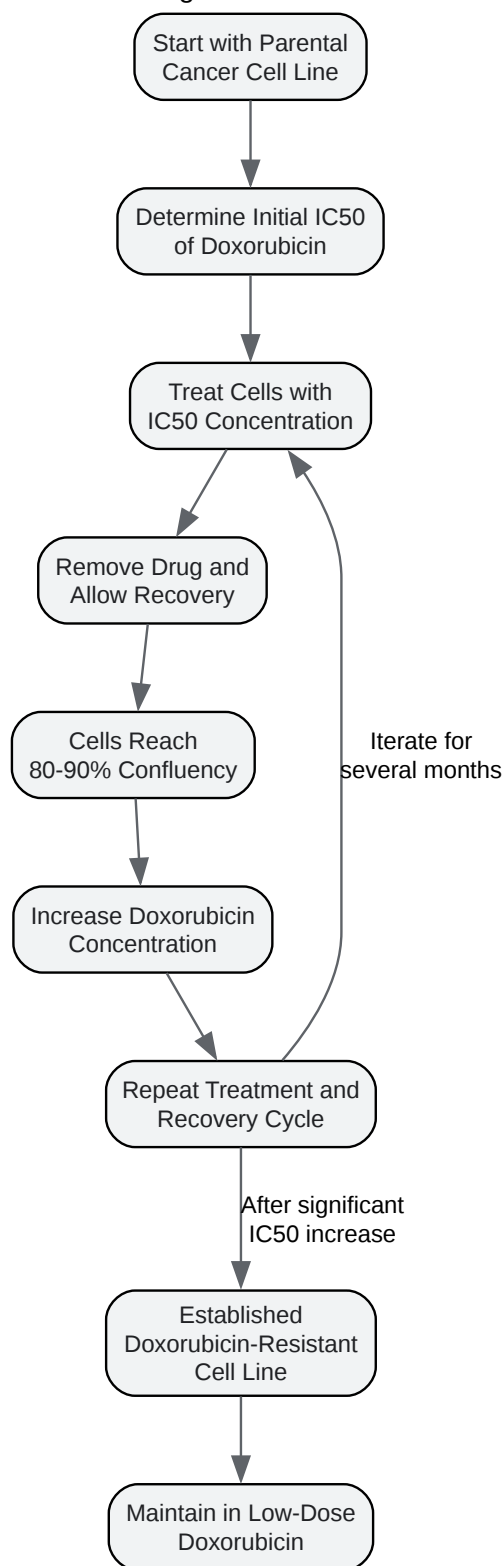 Start with Parental
Cancer Cell Line
Determine Initial IC50
of Doxorubicin
Treat Cells with
IC50 Concentration
Remove Drug and
Allow Recovery
Cells Reach
80-90% Confluency
Iterate for
several months
Increase Doxorubicin
Concentration
Repeat Treatment and
Recovery Cycle
After significant
IC50 increase
Established
Doxorubicin-Resistant
Cell Line
Maintain in Low-Dose
Doxorubicin